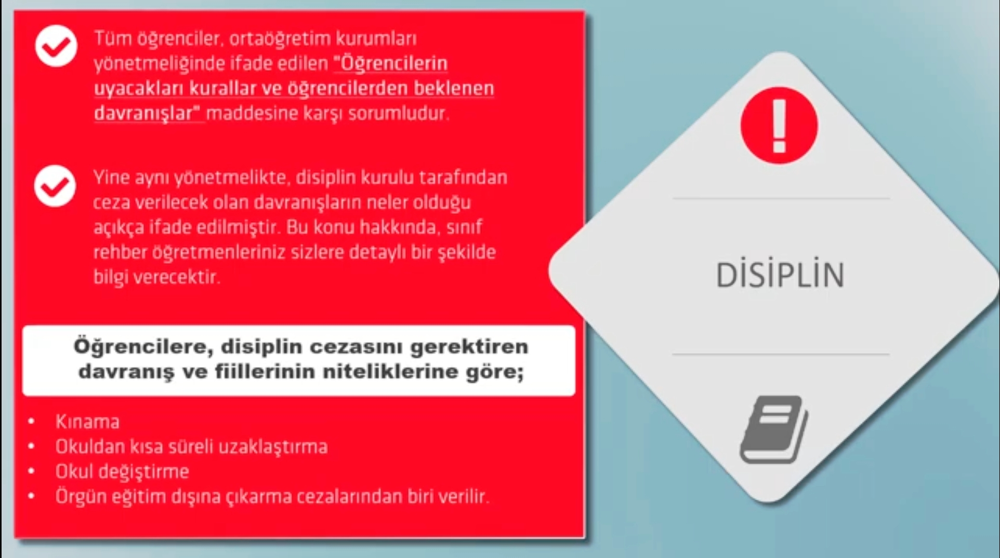 Tüm öğrenciler, ortaöğretim kurumları
yönetmeliğinde ifade edilen "Öğrencilerin
uyacakları kurallar ve öğrencilerden beklenen
davranışlar" maddesine karşı sorumludur.
Yine aynı yönetmelikte, disiplin kurulu tarafından
ceza verilecek olan davranışların neler olduğu
açıkça ifade edilmiştir. Bu konu hakkında, sınıf
rehber öğretmenleriniz sizlere detaylı bir şekilde
bilgi verecektir.
Öğrencilere, disiplin cezasını gerektiren
davranış ve fiillerinin niteliklerine göre;
• Kınama
• Okuldan kısa süreli uzaklaştırma
• Okul değiştirme
• Örgün eğitim dışına çıkarma cezalarından biri verilir.
DİSİPLİN